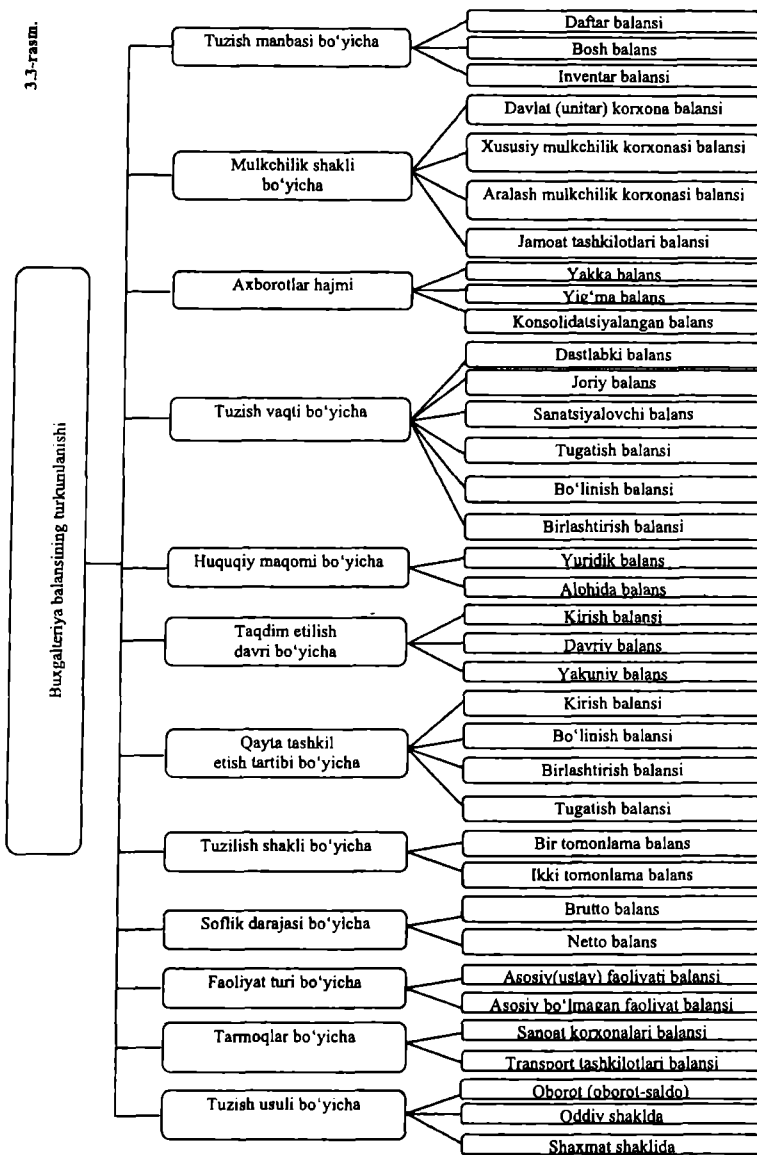 3.3-rasm.
Buxgalteriya balansining turkumlanishi
Tuzish manbasi bo‘yicha
Daftar balansi
Bosh balans
Inventar balansi
Mulkchilik shakli
bo‘yicha
Davlat (unitar) korxona balansi
Xususiy mulkchilik korxonasi balansi
Aralash mulkchilik korxonasi balansi
Jamoat tashkilotlari balansi
Axborotlar hajmi
Yakka balans
Yig‘ma balans
Konsolidatsiyalangan balans
Tuzish vaqti bo‘yicha
Dastlabki balans
Joriy balans
Sanatsiyalovchi balans
Tugatish balansi
Bo‘linish balansi
Birlashtirish balansi
Huquqiy maqomi bo‘yicha
Yuridik balans
Alohida balans
Taqdim etilish
davri bo‘yicha
Kirish balansi
Davriy balans
Yakuniy balans
Qayta tashkil
etish tartibi bo‘yicha
Kirish balansi
Bo‘linish balansi
Birlashtirish balansi
Tugatish balansi
Tuzilish shakli bo‘yicha
Bir tomonlama balans
Ikki tomonlama balans
Soflik darajasi bo‘yicha
Brutto balans
Netto balans
Faoliyat turi bo‘yicha
Asosiy(ustav) faoliyati balansi
Asosiy bo‘lmagan faoliyat balansi
Tarmoqlar bo‘yicha
Sanoat korxonalari balansi
Transport tashkilotlari balansi
Tuzish usuli bo‘yicha
Oborot (oborot-saldo)
Oddiy shaklda
Shaxmat shaklida